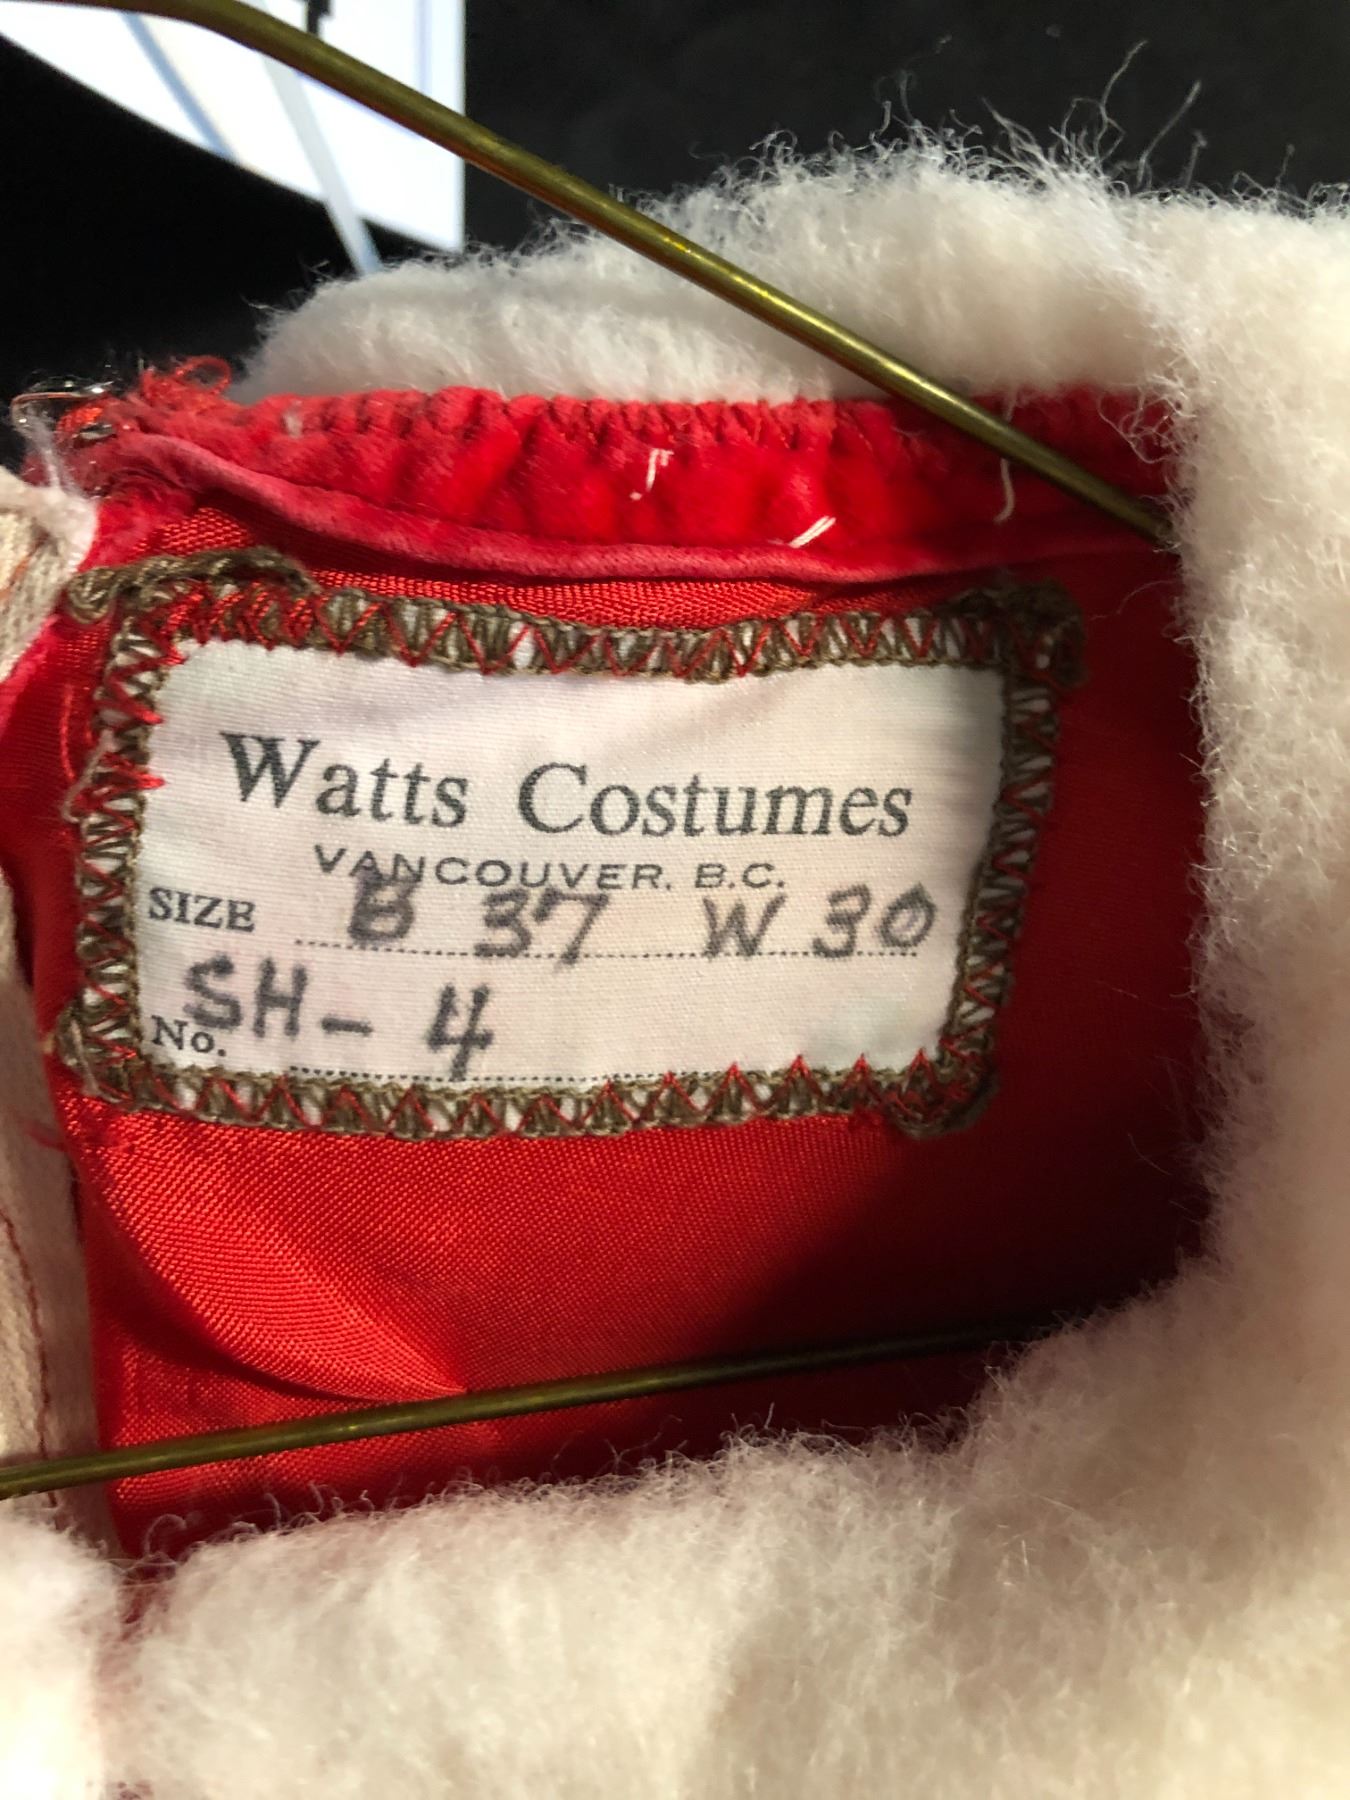 Watts Costumes
VANCOUVER, B.C.
SIZE B 37 W 30
No. SH-4